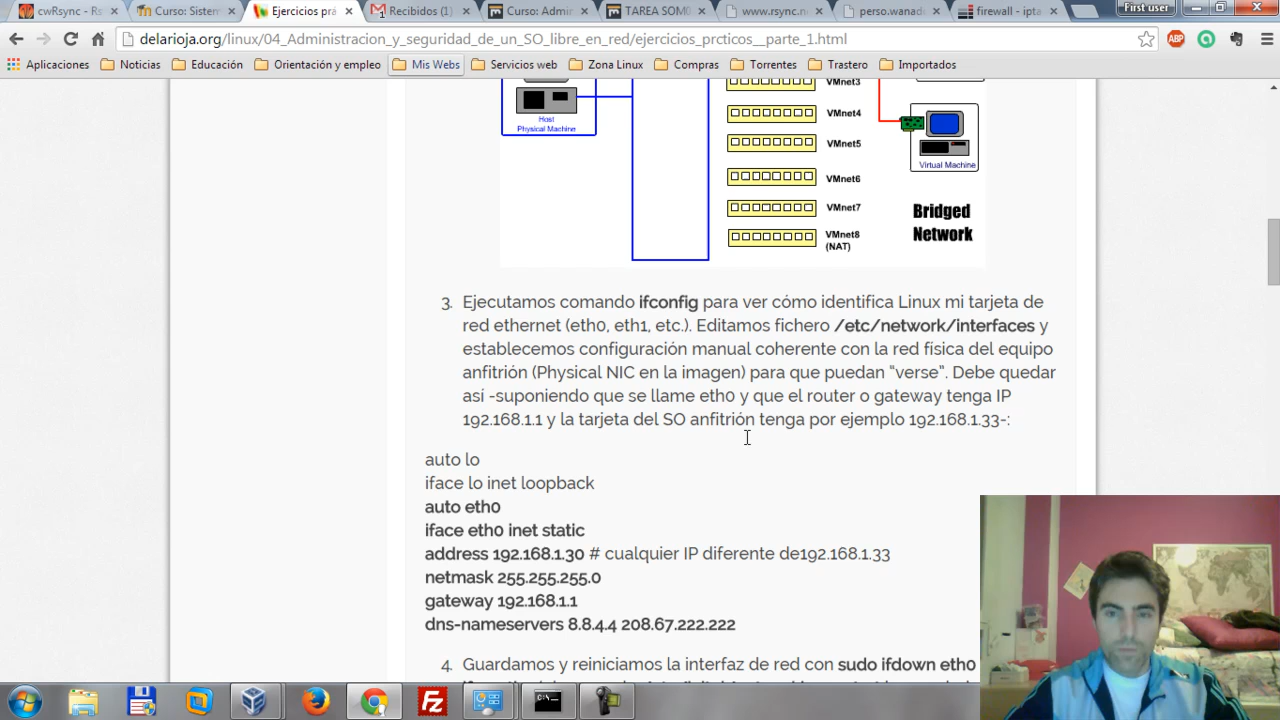 cwRsync - Rs
Curso: Sistem
Ejercicios prá
Recibidos (1
Curso: Admir
TAREA SOM0
www.rsync.n
perso.wanad
firewall - ipta
First user
delarioja.org/linux/04_Administracion_y_seguridad_de_un_SO_libre_en_red/ejercicios_prcticos__parte_1.html
ABP
Aplicaciones
Noticias
Educación
Orientación y empleo
Mis Webs
Servicios web
Zona Linux
Compras
Torrentes
Trastero
Importados
VMnet3
Host
Physical Machine
VMnet4
VMnet5
Virtual Machine
VMnet6
VMnet7
VMnet8
(NAT)
Bridged
Network
3. Ejecutamos comando ifconfig para ver cómo identifica Linux mi tarjeta de
red ethernet (eth0, eth1, etc.). Editamos fichero /etc/network/interfaces y
establecemos configuración manual coherente con la red física del equipo
anfitrión (Physical NIC en la imagen) para que puedan “verse”. Debe quedar
así -suponiendo que se llame eth0 y que el router o gateway tenga IP
192.168.1.1 y la tarjeta del SO anfitrión tenga por ejemplo 192.168.1.33-:
auto lo
iface lo inet loopback
auto eth0
iface eth0 inet static
address 192.168.1.30 # cualquier IP diferente de192.168.1.33
netmask 255.255.255.0
gateway 192.168.1.1
dns-nameservers 8.8.4.4 208.67.222.222
4. Guardamos y reiniciamos la interfaz de red con sudo ifdown eth0